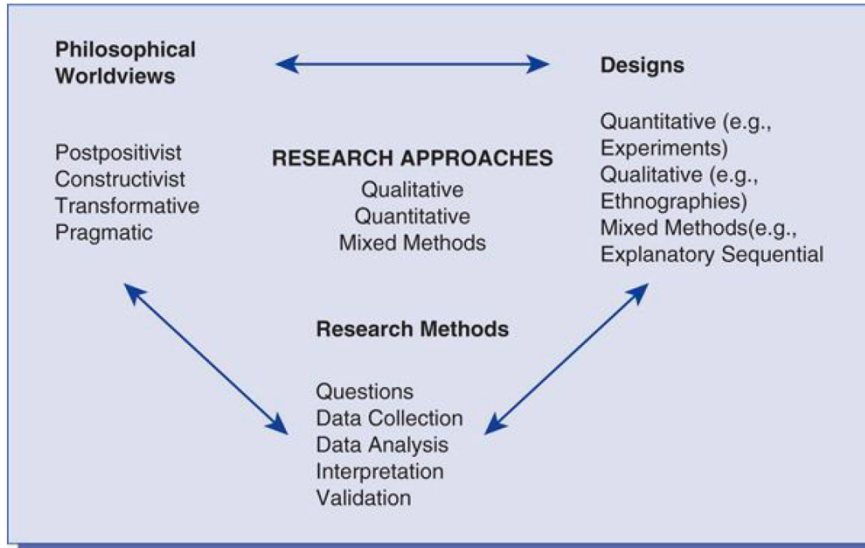 Philosophical
Worldviews
Postpositivist
Constructivist
Transformative
Pragmatic
RESEARCH APPROACHES
Qualitative
Quantitative
Mixed Methods
Designs
Quantitative (e.g.,
Experiments)
Qualitative (e.g.,
Ethnographies)
Mixed Methods(e.g.,
Explanatory Sequential
Research Methods
Questions
Data Collection
Data Analysis
Interpretation
Validation